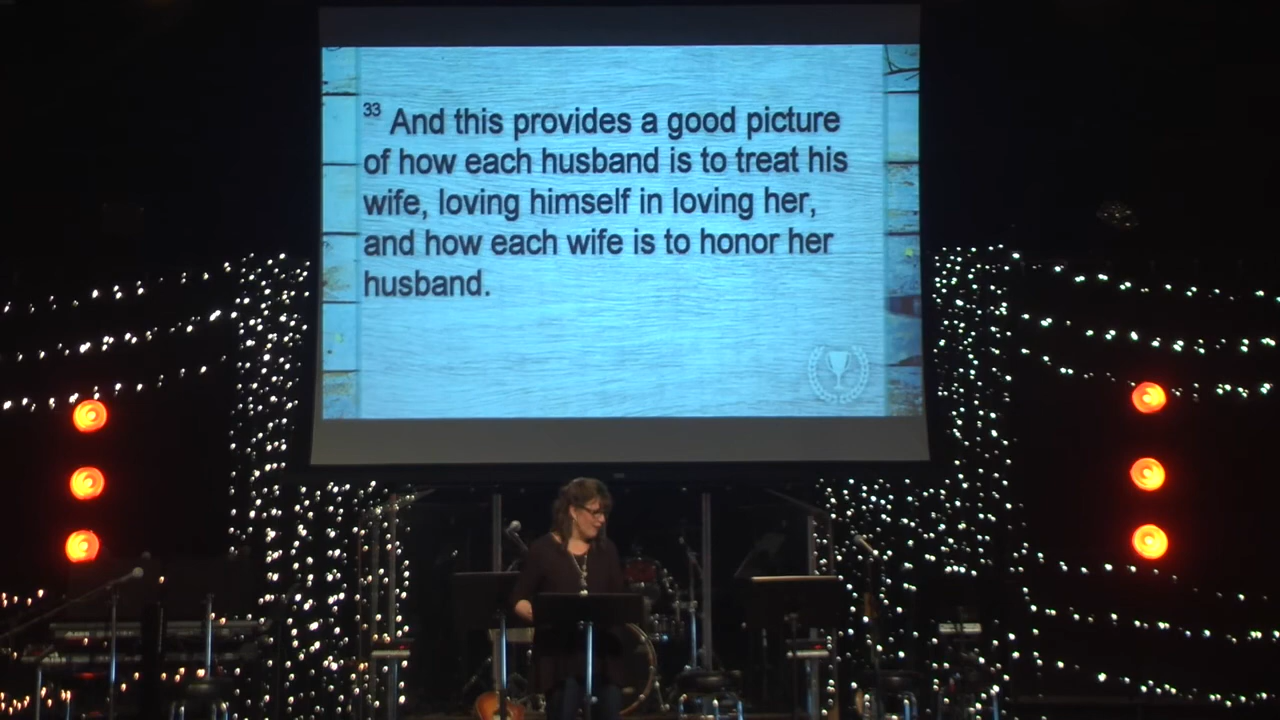 33 And this provides a good picture
of how each husband is to treat his
wife, loving himself in loving her,
and how each wife is to honor her
husband.